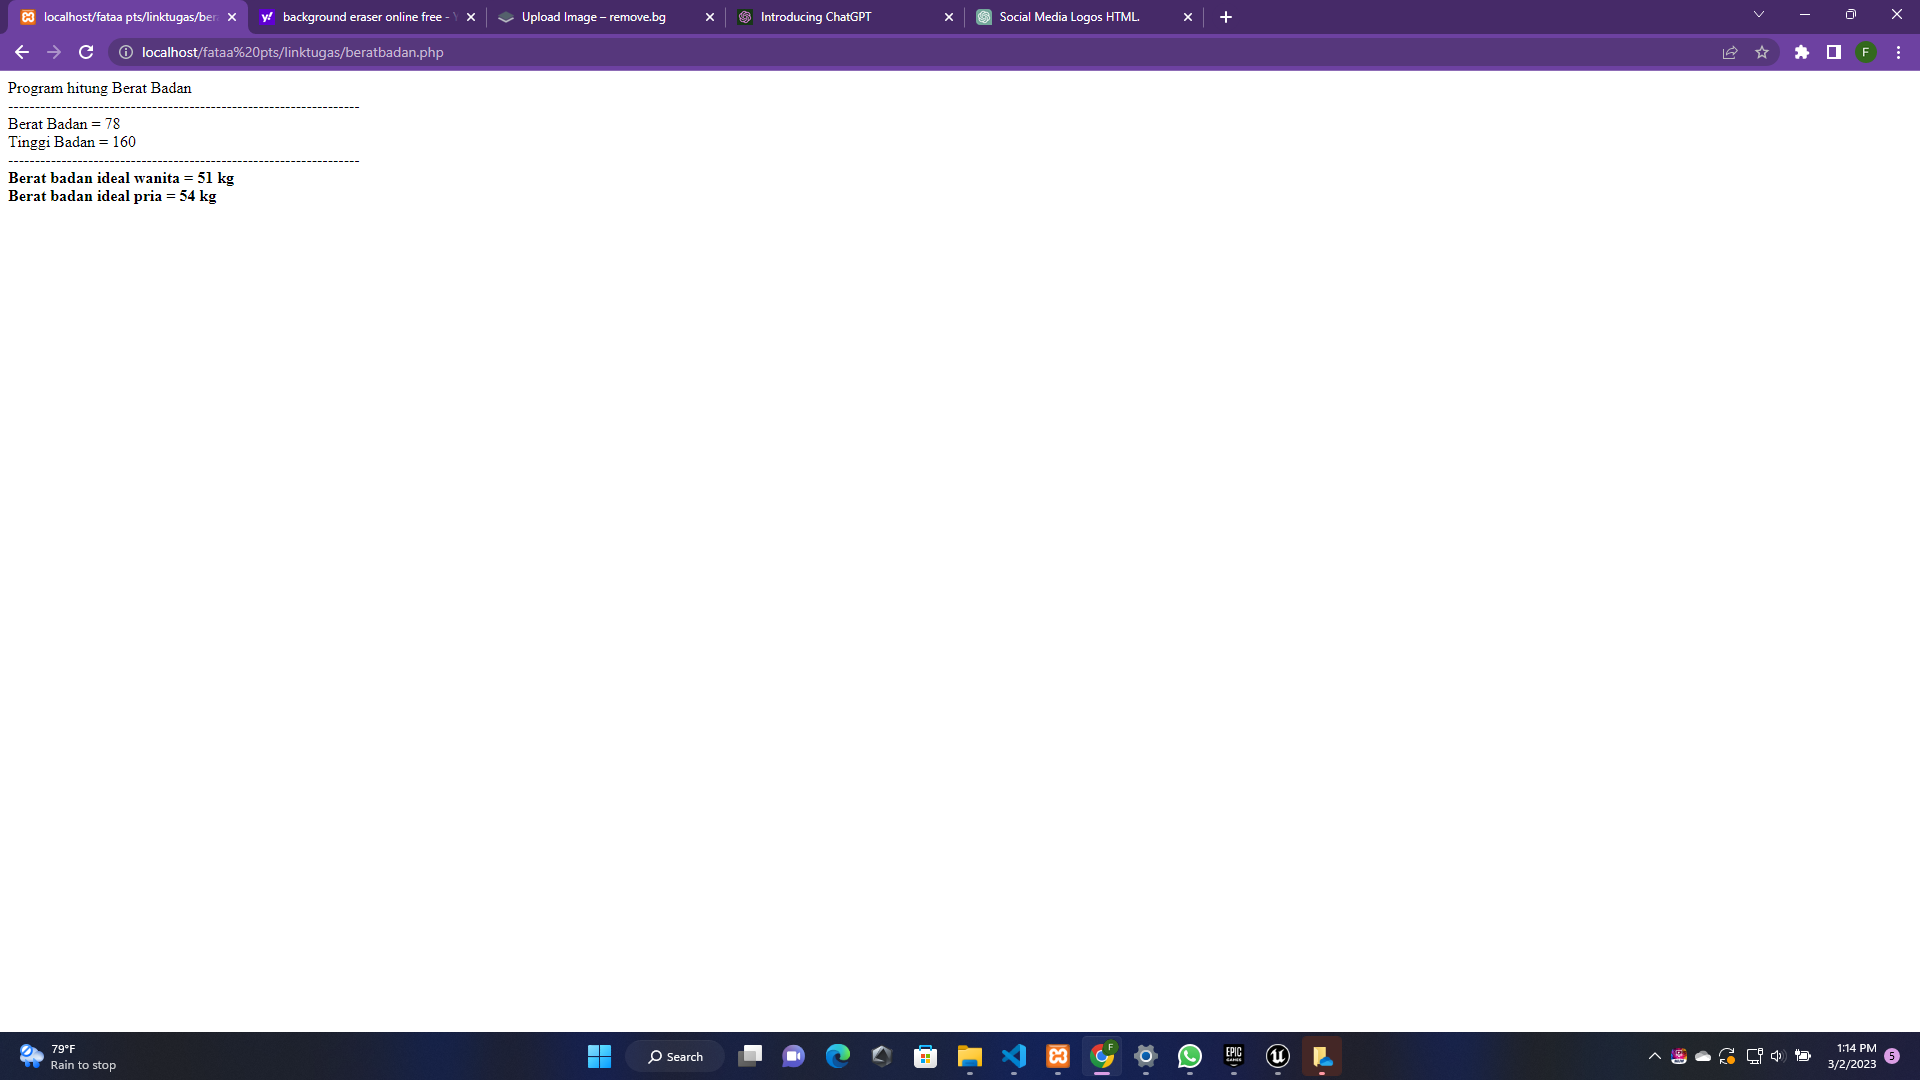 localhost/fataa pts/linktugas/ber
background eraser online free -
Upload Image – remove.bg
Introducing ChatGPT
Social Media Logos HTML.
localhost/fataa%20pts/linktugas/beratbadan.php
F
Program hitung Berat Badan
-----------------------------------------------------------------
Berat Badan = 78
Tinggi Badan = 160
-----------------------------------------------------------------
Berat badan ideal wanita = 51 kg
Berat badan ideal pria = 54 kg
79°F
Rain to stop
Search
F
EPIC
GAMES
1:14 PM
3/2/2023
5